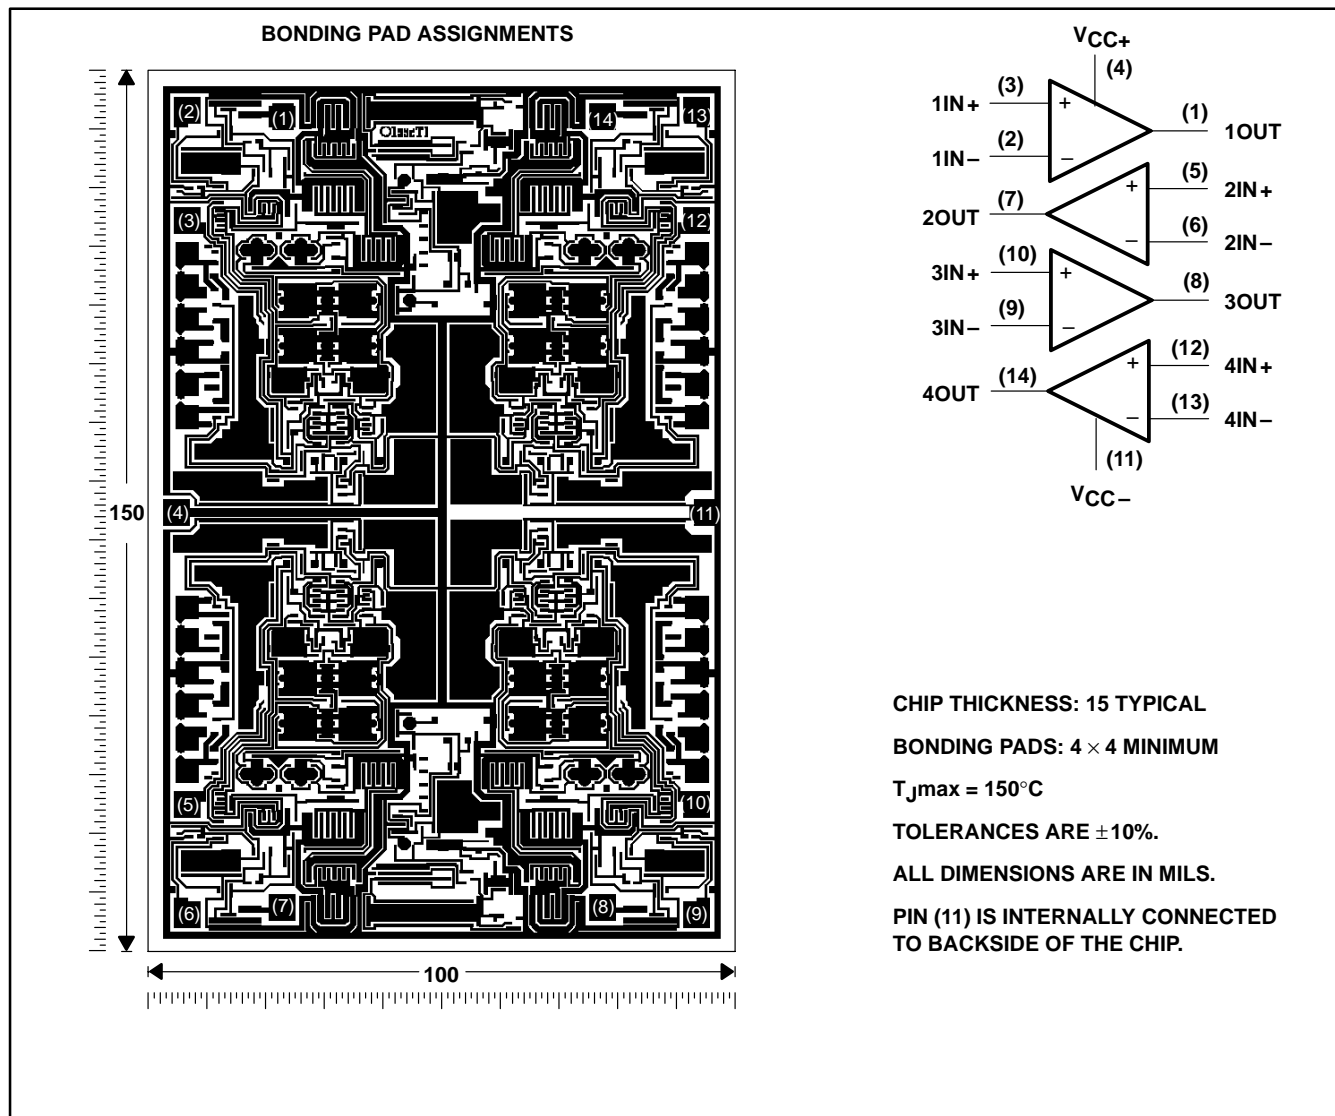 BONDING PAD ASSIGNMENTS
(2)
(1)
(14)
(13)
(3)
(12)
(4)
(11)
(5)
(10)
(6)
(7)
(8)
(9)
150
100
VCC+
(4)
1IN+
(3)
1IN−
(2)
+
−
(1)
1OUT
2OUT
(7)
+
−
(5)
2IN+
(6)
2IN−
3IN+
(10)
3IN−
(9)
+
−
(8)
3OUT
4OUT
(14)
+
−
(12)
4IN+
(13)
4IN−
(11)
VCC−
CHIP THICKNESS: 15 TYPICAL
BONDING PADS: 4 × 4 MINIMUM
TJmax = 150°C
TOLERANCES ARE ±10%.
ALL DIMENSIONS ARE IN MILS.
PIN (11) IS INTERNALLY CONNECTED
TO BACKSIDE OF THE CHIP.